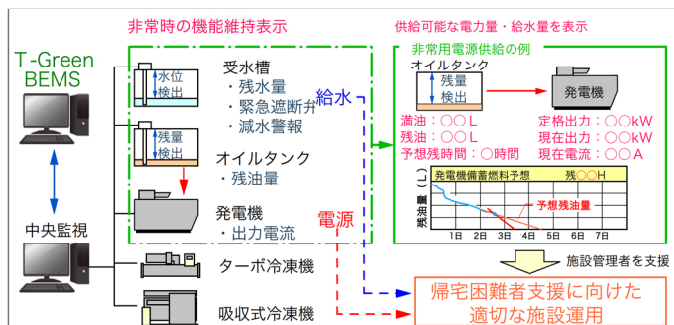 非常時の機能維持表示
供給可能な電力量・給水量を表示
T-Green
BEMS
中央監視
水位
検出
受水槽
・残水量
・緊急遮断弁
・減水警報
残量
検出
オイルタンク
・残油量
発電機
・出力電流
ターボ冷凍機
吸収式冷凍機
給水
電源
非常用電源供給の例
オイルタンク
残量
検出
発電機
満油：○○L
定格出力：○○kW
残油：○○L
現在出力：○○kW
予想残時間：○時間
現在電流：○○A
発電機備蓄燃料予想 残○○H
残油量（L）
予想残油量
1日 2日 3日 4日 5日 6日 7日
施設管理者を支援
帰宅困難者支援に向けた
適切な施設運用